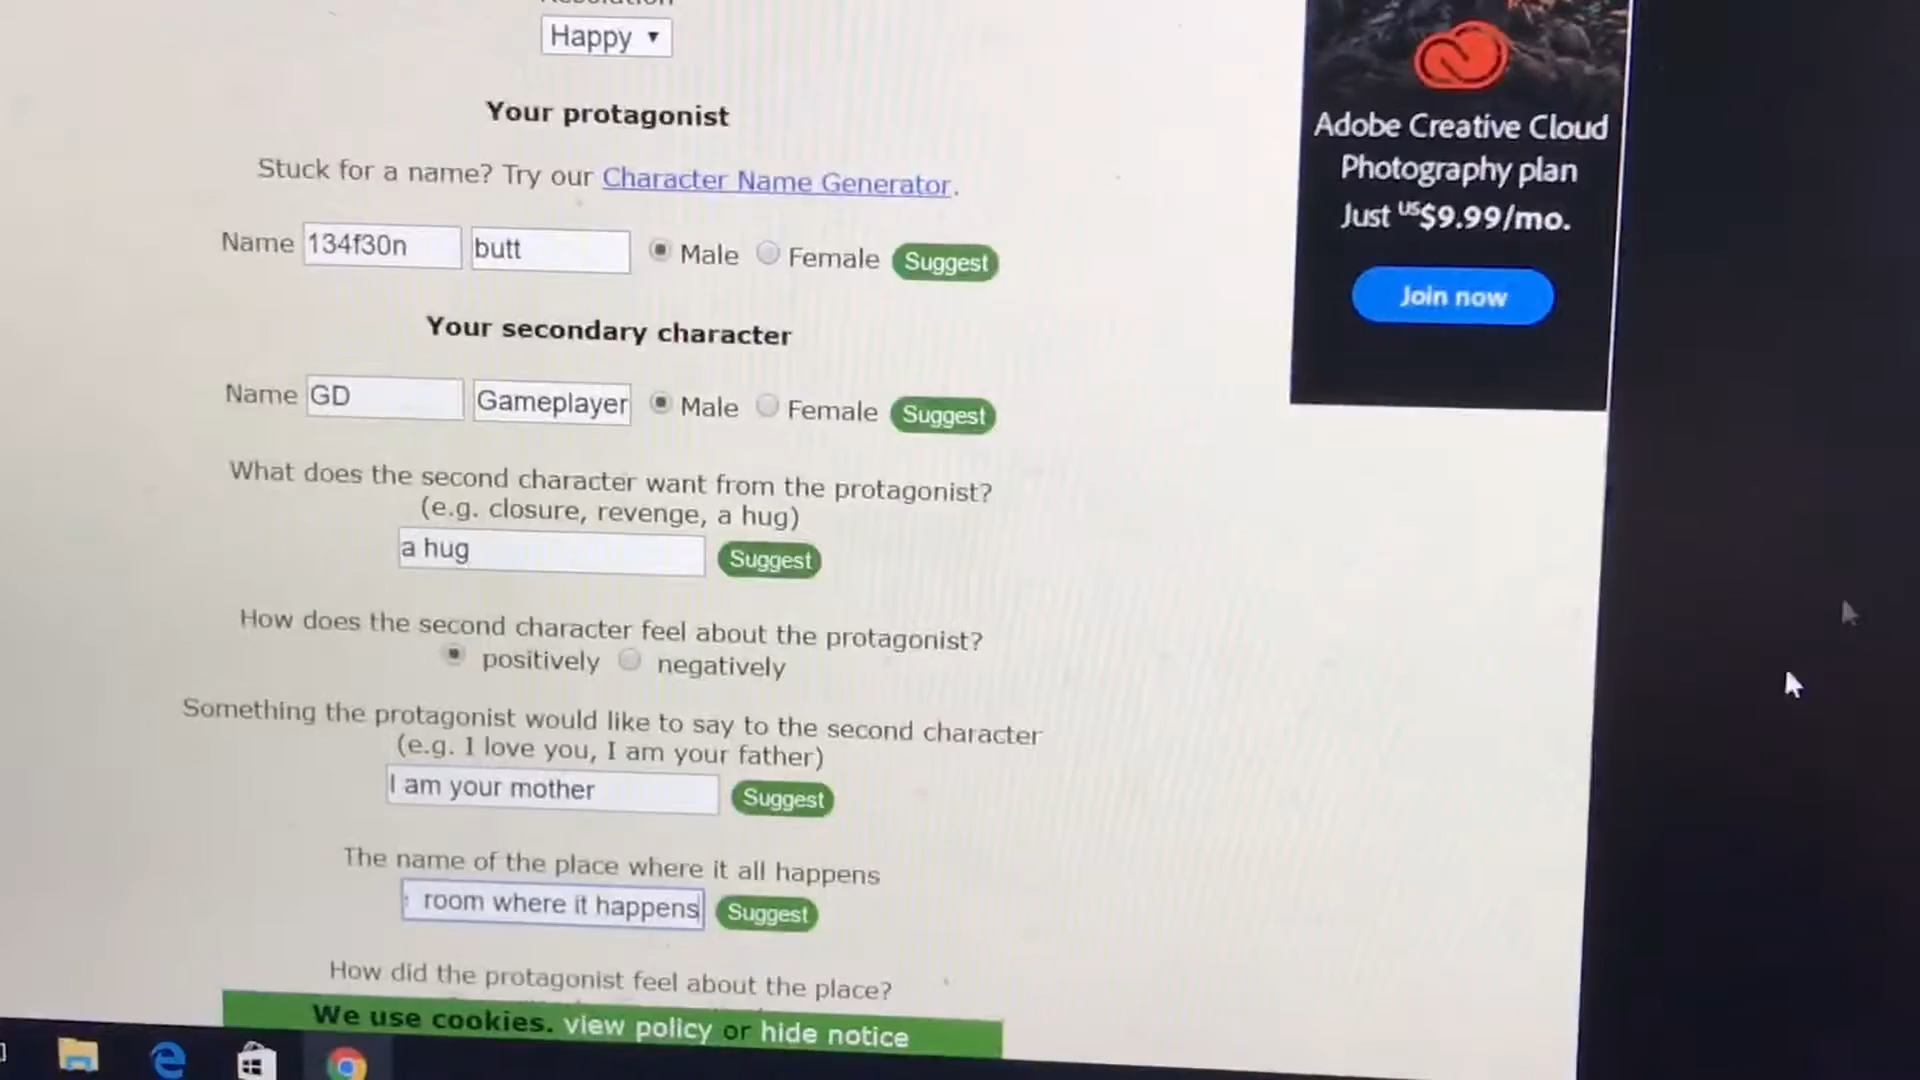 Resolution
Happy
Your protagonist
Stuck for a name? Try our Character Name Generator.
Name 134f30n butt Male Female Suggest
Your secondary character
Name GD Gameplayer Male Female Suggest
What does the second character want from the protagonist?
(e.g. closure, revenge, a hug)
a hug Suggest
How does the second character feel about the protagonist?
positively negatively
Something the protagonist would like to say to the second character
(e.g. I love you, I am your father)
I am your mother Suggest
The name of the place where it all happens
room where it happens Suggest
How did the protagonist feel about the place?
We use cookies. view policy or hide notice
Adobe Creative Cloud
Photography plan
Just US$9.99/mo.
Join now